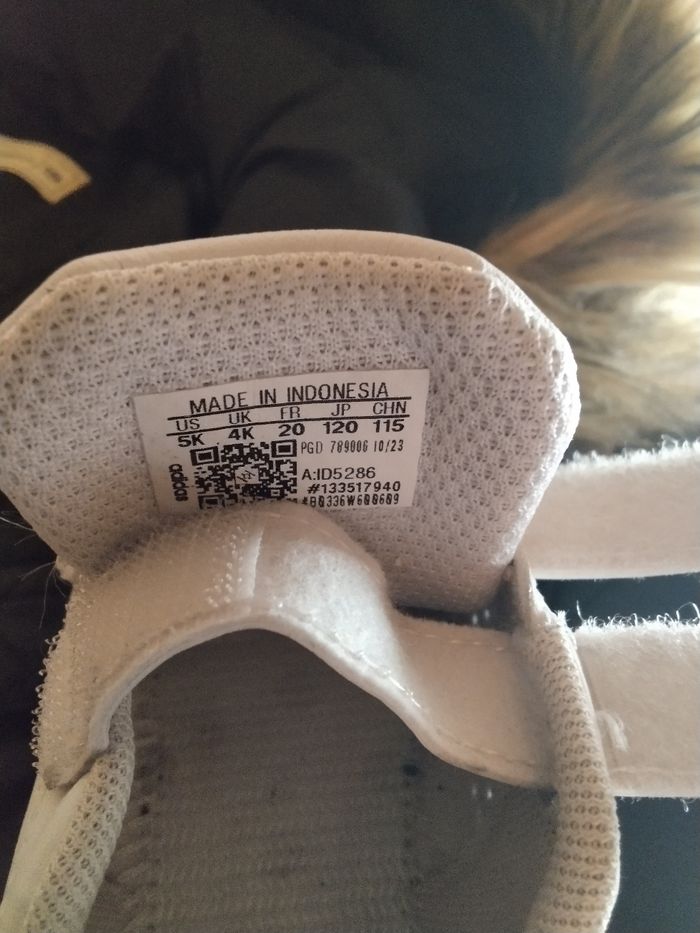 MADE IN INDONESIA
US UK FR JP CHN
5K 4K 20 120 115
PGD 789006 10/23
adidas
A:ID5286
#133517940
#B0336W600609